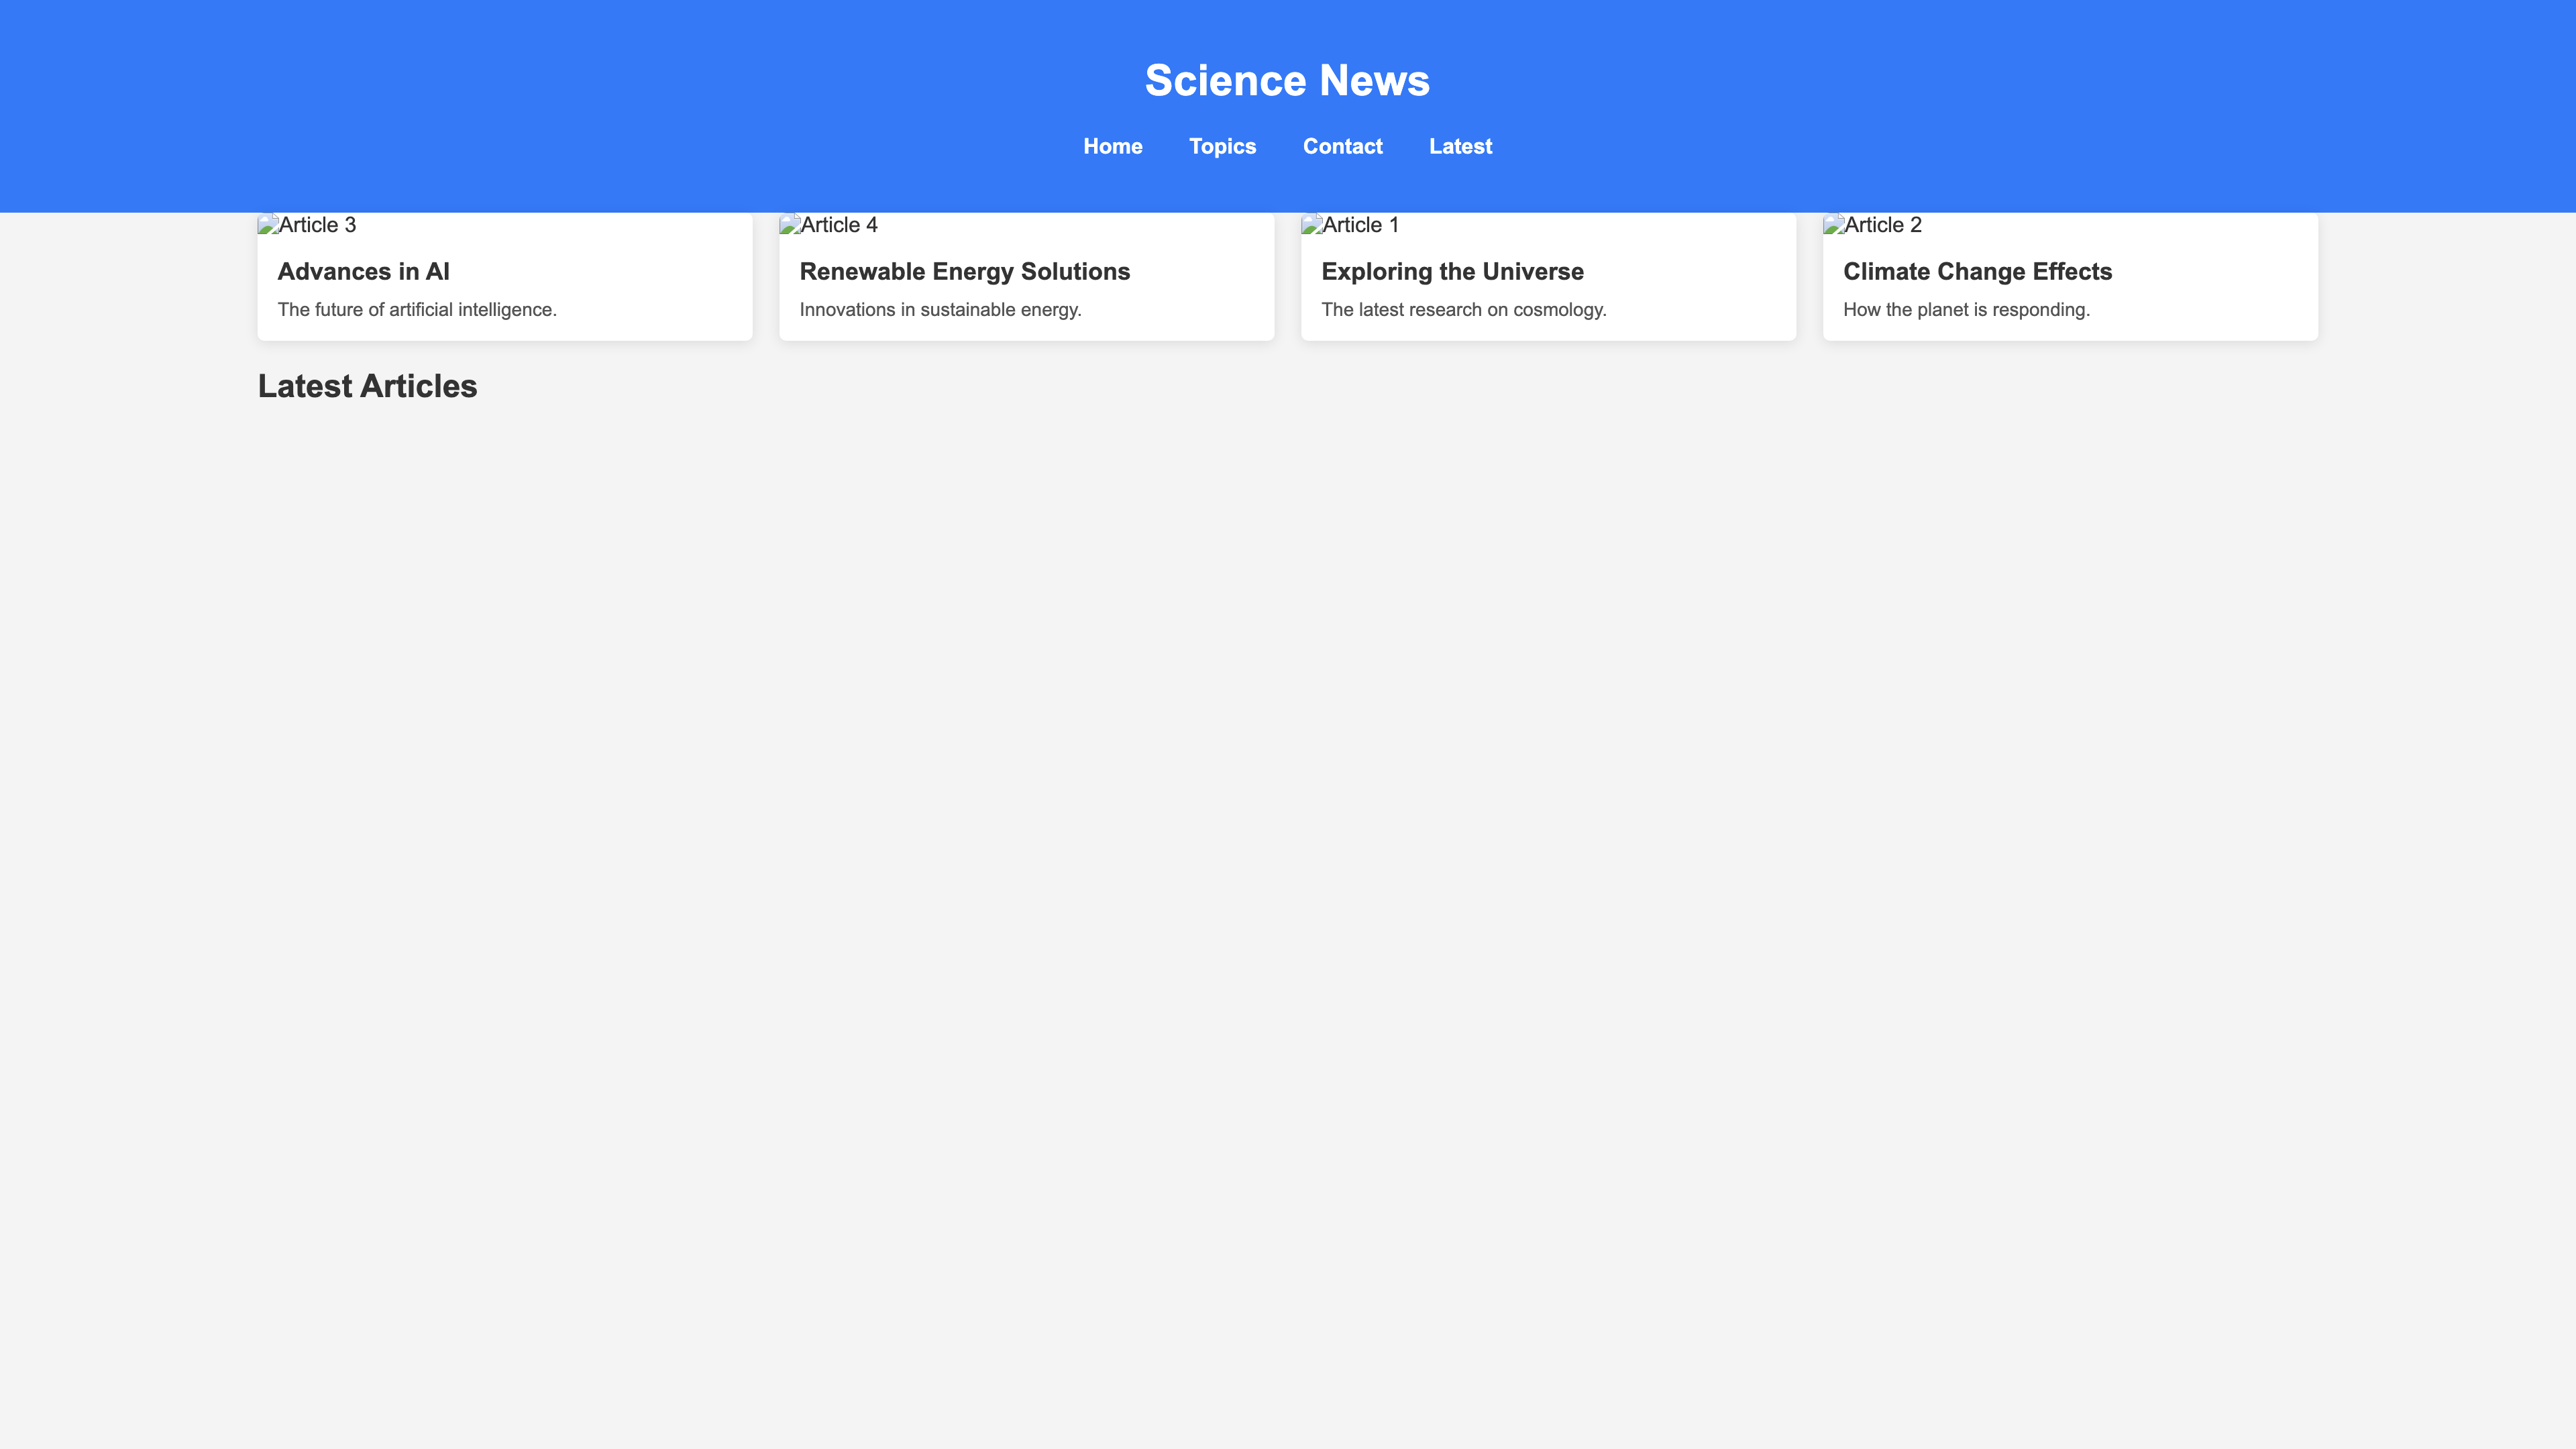 Science News
Home Topics Contact Latest
Article 3
Advances in AI
The future of artificial intelligence.
Article 4
Renewable Energy Solutions
Innovations in sustainable energy.
Article 1
Exploring the Universe
The latest research on cosmology.
Article 2
Climate Change Effects
How the planet is responding.
Latest Articles